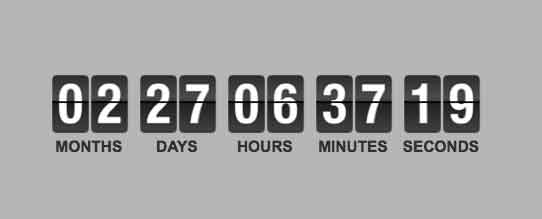 02 27 06 37 19
MONTHS DAYS HOURS MINUTES SECONDS